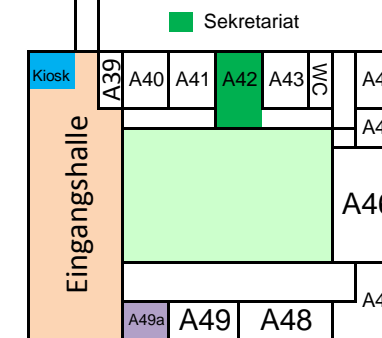 Sekretariat
Kiosk
A39
A40
A41
A42
A43
WC
Eingangshalle
A49a
A49
A48